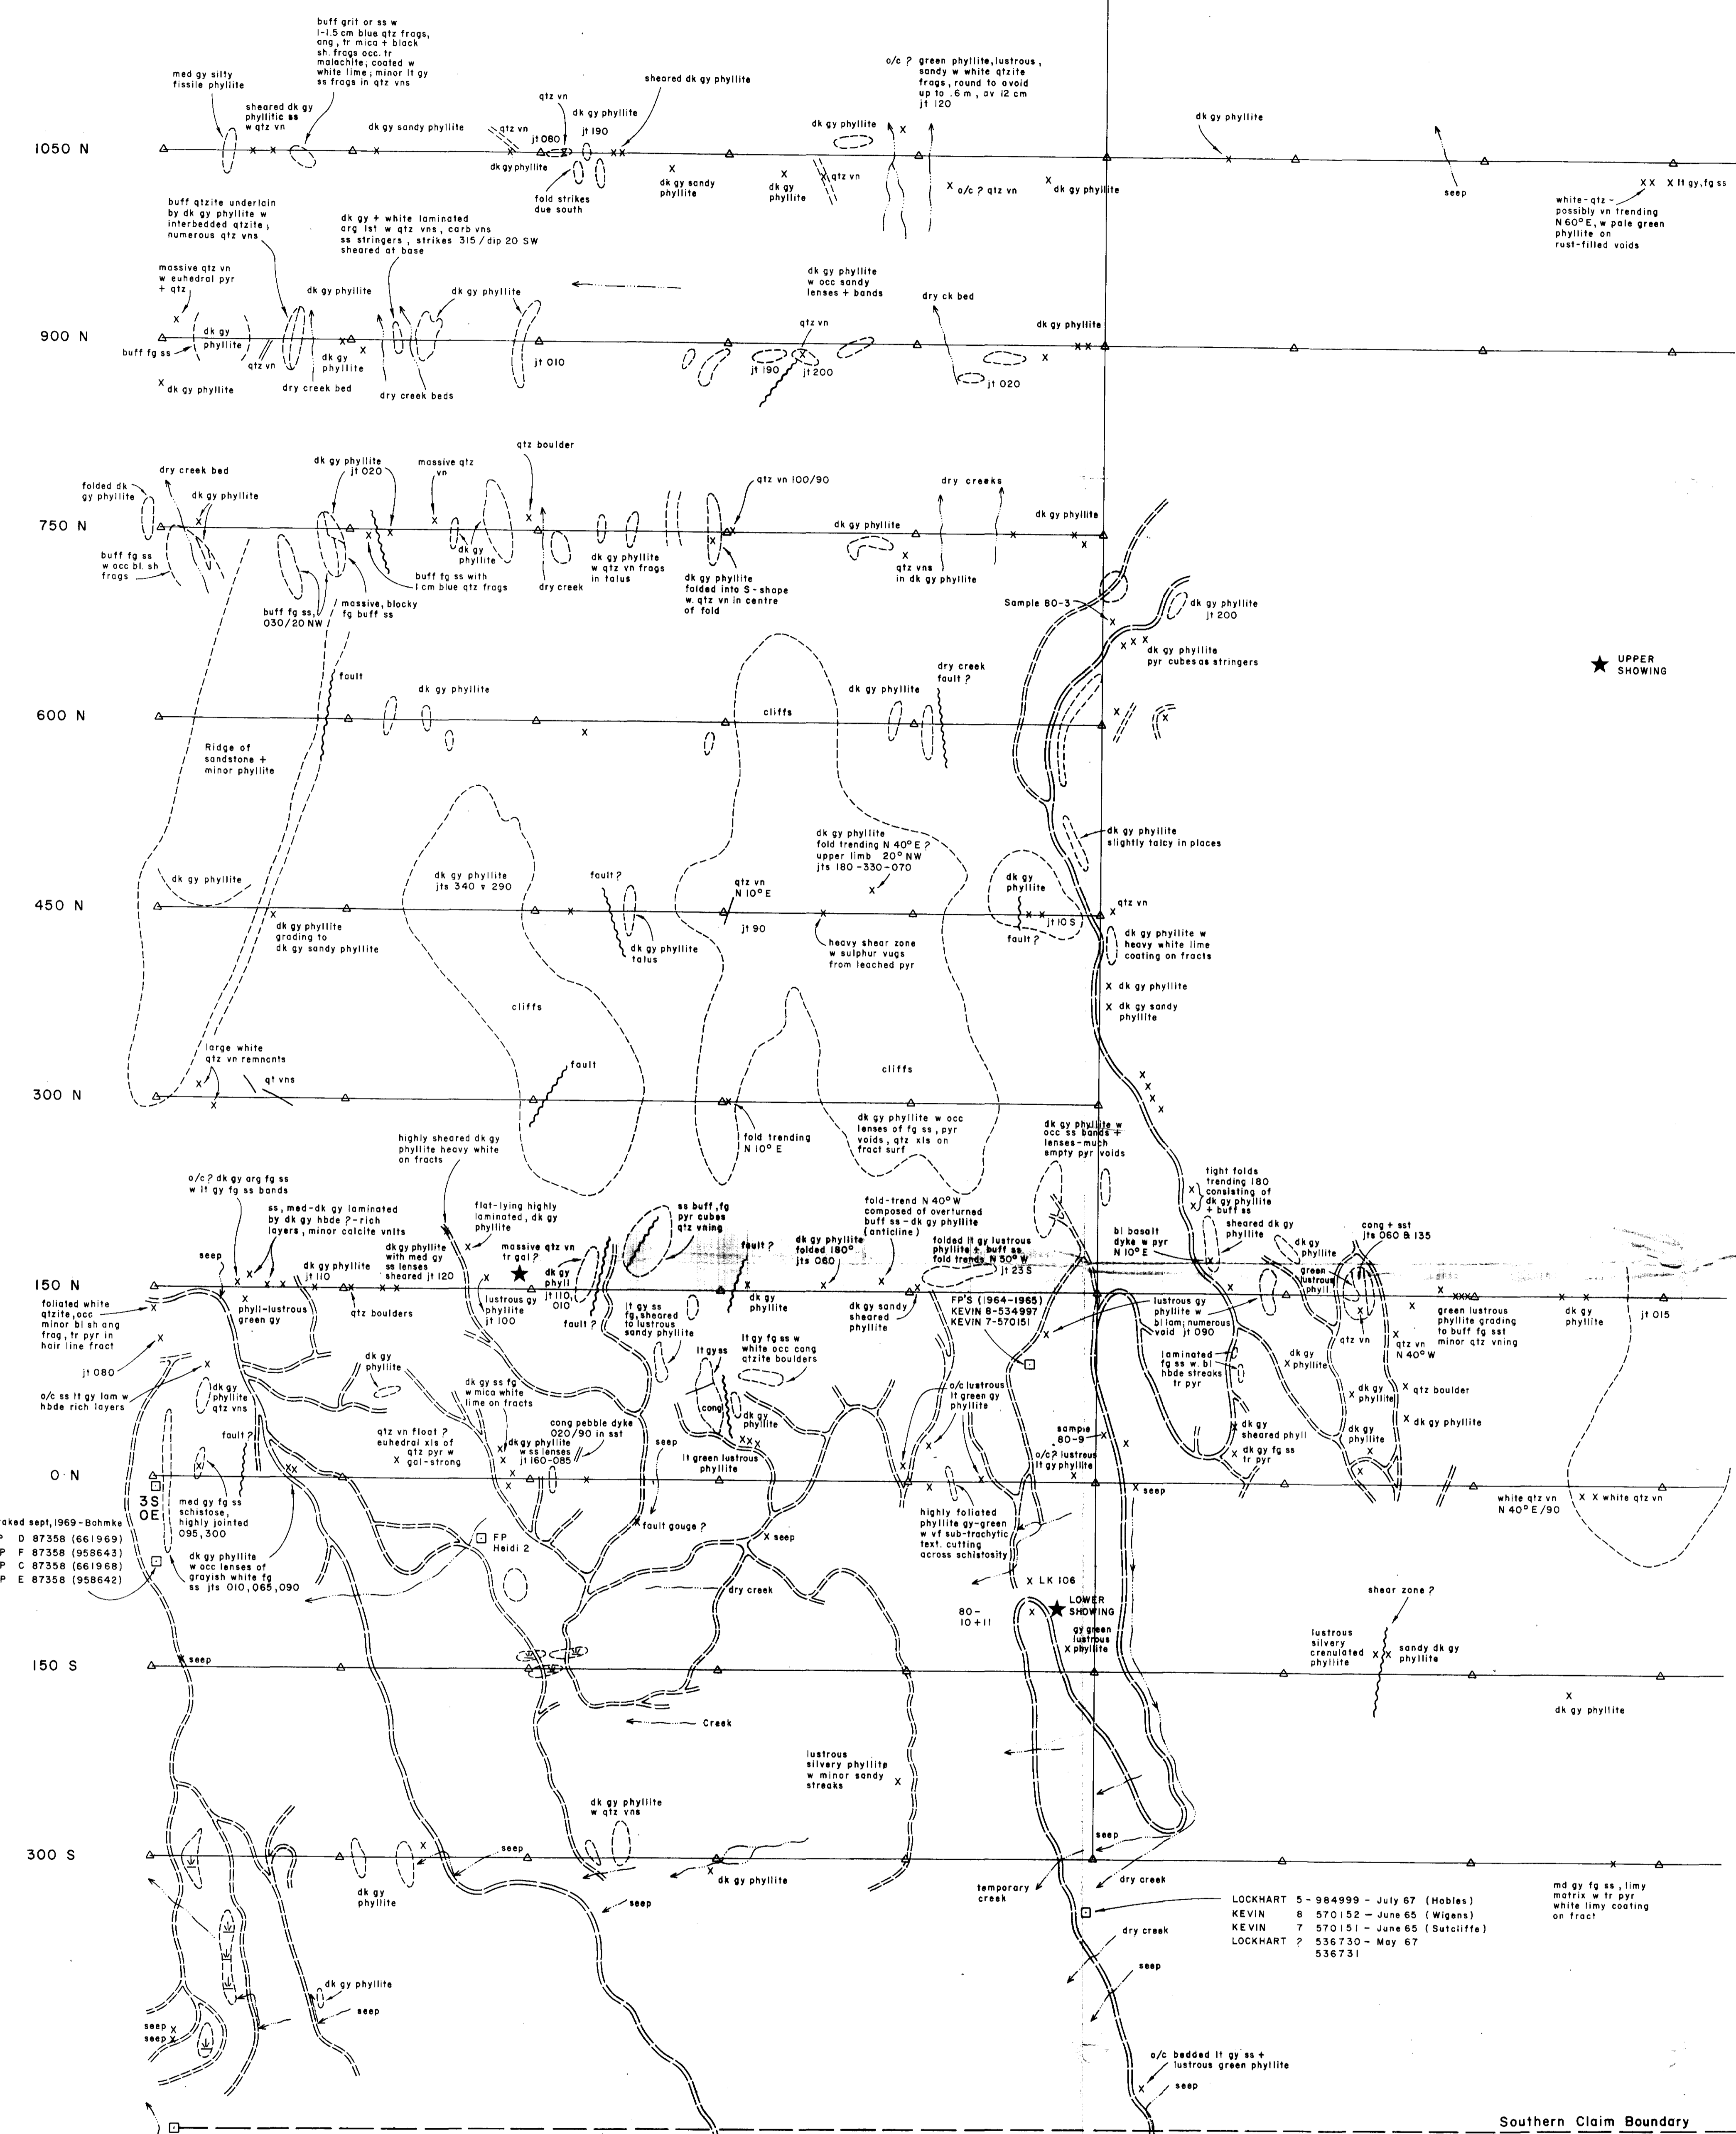 buff grit or ss w
1-1.5 cm blue qtz frags,
ang, tr mica + black
sh. frags occ. tr
malachite; coated w
white lime; minor lt gy
ss frags in qtz vns
med gy silty
fissile phyllite
sheared dk gy
phyllitic ss
w qtz vn
dk gy sandy phyllite
qtz vn
qtz vn
jt 080
dk gy phyllite
jt 190
sheared dk gy phyllite
dk gy phyllite
fold strikes
due south
dk gy sandy
phyllite
dk gy
phyllite
dk gy phyllite
qtz vn
o/c ? green phyllite, lustrous,
sandy w white qtzite
frags, round to ovoid
up to .6 m, av 12 cm
jt 120
o/c ? qtz vn
dk gy phyllite
dk gy phyllite
seep
lt gy, fg ss
white-qtz -
possibly vn trending
N 60° E, w pale green
phyllite on
rust-filled voids
1050 N
buff qtzite underlain
by dk gy phyllite w
interbedded qtzite;
numerous qtz vns
dk gy + white laminated
arg lst w qtz vns, carb vns
ss stringers, strikes 315 / dip 20 SW
sheared at base
massive qtz vn
w euhedral pyr
+ qtz
dk gy phyllite
dk gy phyllite
dk gy phyllite
w occ sandy
lenses + bands
dry ck bed
900 N
buff fg ss
dk gy
phyllite
qtz vn
dk gy
phyllite
dk gy phyllite
dry creek bed
dry creek beds
jt 010
qtz vn
jt 190
jt 200
jt 020
dk gy phyllite
qtz boulder
dry creek bed
folded dk
gy phyllite
dk gy phyllite
dk gy phyllite
jt 020
massive qtz
vn
qtz vn 100/90
dry creeks
dk gy phyllite
dk gy phyllite
750 N
buff fg ss
w occ bl. sh
frags
buff fg ss,
030/20 NW
massive, blocky
fg buff ss
buff fg ss with
1 cm blue qtz frags
dk gy
phyllite
dry creek
dk gy phyllite
w qtz vn frags
in talus
dk gy phyllite
folded into S-shape
w. qtz vn in centre
of fold
qtz vns
in dk gy phyllite
Sample 80-3
dk gy phyllite
jt 200
dk gy phyllite
pyr cubes as stringers
UPPER
SHOWING
600 N
fault
dk gy phyllite
cliffs
dk gy phyllite
dry creek
fault ?
Ridge of
sandstone +
minor phyllite
dk gy phyllite
slightly talcy in places
450 N
dk gy phyllite
dk gy phyllite
grading to
dk gy sandy phyllite
dk gy phyllite
jts 340 ∓ 290
fault ?
dk gy phyllite
talus
qtz vn
N 10° E
jt 90
dk gy phyllite
fold trending N 40° E ?
upper limb 20° NW
jts 180-330-070
heavy shear zone
w sulphur vugs
from leached pyr
dk gy
phyllite
jt 10 S
fault ?
qtz vn
dk gy phyllite w
heavy white lime
coating on fracts
dk gy phyllite
dk gy sandy
phyllite
cliffs
cliffs
300 N
large white
qtz vn remnants
qt vns
fault
fold trending
N 10° E
dk gy phyllite w occ
lenses of fg ss, pyr
voids, qtz xls on
fract surf
dk gy phyllite w
occ ss bands +
lenses-much
empty pyr voids
highly sheared dk gy
phyllite heavy white
on fracts
o/c ? dk gy arg fg ss
w lt gy fg ss bands
ss, med-dk gy laminated
by dk gy hbde ?-rich
layers, minor calcite vnlts
flat-lying highly
laminated, dk gy
phyllite
ss buff, fg
pyr cubes
qtz vning
fold-trend N 40° W
composed of overturned
buff ss - dk gy phyllite
(anticline)
tight folds
trending 180
consisting of
dk gy phyllite
+ buff ss
seep
dk gy phyllite
jt 110
dk gy phyllite
with med gy
ss lenses
sheared jt 120
massive qtz vn
tr gal ?
dk gy
phyll
jt 110,
010
fault ?
dk gy phyllite
folded 180°
jts 060
folded lt gy lustrous
phyllite + buff ss
fold trends N 50° W
jt 23 S
bl basalt
dyke w pyr
N 10° E
sheared dk gy
phyllite
dk gy
phyllite
cong + sst
jts 060 & 135
green
lustrous
phyll
150 N
foliated white
qtzite, occ
minor bl sh ang
frag, tr pyr in
hair line fract
phyll-lustrous
green gy
qtz boulders
lustrous gy
phyllite
jt 100
fault ?
lt gy ss
fg, sheared
to lustrous
sandy phyllite
dk gy
phyllite
dk gy sandy
sheared
phyllite
FP'S (1964-1965)
KEVIN 8-534997
KEVIN 7-570151
lustrous gy
phyllite w
bl lam; numerous
void jt 090
qtz vn
qtz vn
N 40° W
green lustrous
phyllite grading
to buff fg sst
minor qtz vning
dk gy
phyllite
jt 015
jt 080
o/c ss lt gy lam w
hbde rich layers
dk gy
phyllite
qtz vns
dk gy
phyllite
lt gy ss
lt gy fg ss w
white occ cong
qtzite boulders
laminated
fg ss w. bl
hbde streaks
tr pyr
dk gy
phyllite
dk gy
phyllite
qtz boulder
dk gy phyllite
fault ?
qtz vn float ?
euhedral xls of
qtz pyr w
gal-strong
dk gy ss fg
w mica white
lime on fracts
dk gy phyllite
w ss lenses
jt 160-085
cong pebble dyke
020/90 in sst
seep
cong
dk gy
phyllite
lt green lustrous
phyllite
o/c lustrous
lt green gy
phyllite
sample
80-9
o/c ? lustrous
lt gy phyllite
dk gy
sheared phyll
dk gy fg ss
tr pyr
dk gy
phyllite
0 N
3S
0E
med gy fg ss
schistose,
highly jointed
095,300
FP
Heidi 2
fault gouge ?
seep
highly foliated
phyllite gy-green
w vf sub-trachytic
text. cutting
across schistosity
seep
white qtz vn
N 40° E/90
white qtz vn
aked sept, 1969 - Bohmke
P D 87358 (661969)
P F 87358 (958643)
P C 87358 (661968)
P E 87358 (958642)
dk gy phyllite
w occ lenses of
grayish white fg
ss jts 010, 065, 090
dry creek
LK 106
80-
10+11
LOWER
SHOWING
gy green
lustrous
phyllite
shear zone ?
lustrous
silvery
crenulated
phyllite
sandy dk gy
phyllite
150 S
seep
Creek
dk gy phyllite
lustrous
silvery phyllite
w minor sandy
streaks
dk gy phyllite
w qtz vns
300 S
dk gy
phyllite
seep
seep
dk gy phyllite
seep
dry creek
temporary
creek
md gy fg ss, limy
matrix w tr pyr
white limy coating
on fract
LOCKHART 5 - 984999 - July 67 (Hobles)
KEVIN 8 570152 - June 65 (Wigens)
KEVIN 7 570151 - June 65 (Sutcliffe)
LOCKHART ? 536730 - May 67
536731
dry creek
seep
dk gy phyllite
seep
seep
seep
o/c bedded lt gy ss +
lustrous green phyllite
seep
Southern Claim Boundary